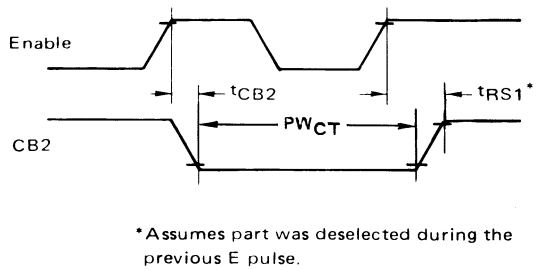 Enable
tCB2
tRS1*
PWCT
CB2
*Assumes part was deselected during the
previous E pulse.